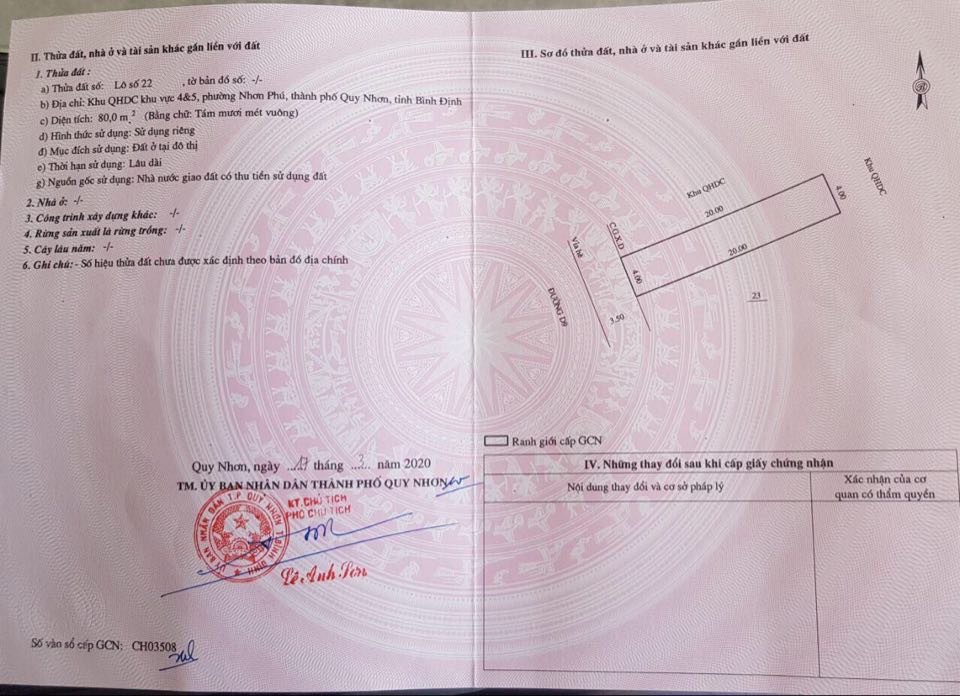 II. Thửa đất, nhà ở và tài sản khác gắn liền với đất
1. Thửa đất :
a) Thửa đất số: Lô số 22 , tờ bản đồ số: -/-
b) Địa chỉ: Khu QHDC khu vực 4&5, phường Nhơn Phú, thành phố Quy Nhơn, tỉnh Bình Định
c) Diện tích: 80,0 m² (Bằng chữ: Tám mươi mét vuông)
d) Hình thức sử dụng: Sử dụng riêng
đ) Mục đích sử dụng: Đất ở tại đô thị
e) Thời hạn sử dụng: Lâu dài
g) Nguồn gốc sử dụng: Nhà nước giao đất có thu tiền sử dụng đất
2. Nhà ở: -/-
3. Công trình xây dựng khác: -/-
4. Rừng sản xuất là rừng trồng: -/-
5. Cây lâu năm: -/-
6. Ghi chú: - Số hiệu thửa đất chưa được xác định theo bản đồ địa chính
Quy Nhơn, ngày ...17 tháng ...3... năm 2020
TM. ỦY BAN NHÂN DÂN THÀNH PHỐ QUY NHƠN
KT.CHỦ TỊCH
PHÓ CHỦ TỊCH
ỦY BAN NHÂN DÂN T.P QUY NHƠN T.BÌNH ĐỊNH
Lê Anh Sơn
Số vào sổ cấp GCN: CH03508
III. Sơ đồ thửa đất, nhà ở và tài sản khác gắn liền với đất
Khu QHDC
Khu QHDC
20.00
4.00
C.G.X.D
Vỉa hè
20.00
4.00
ĐƯỜNG D9
3.50
23
Ranh giới cấp GCN
IV. Những thay đổi sau khi cấp giấy chứng nhận
Nội dung thay đổi và cơ sở pháp lý
Xác nhận của cơ
quan có thẩm quyền